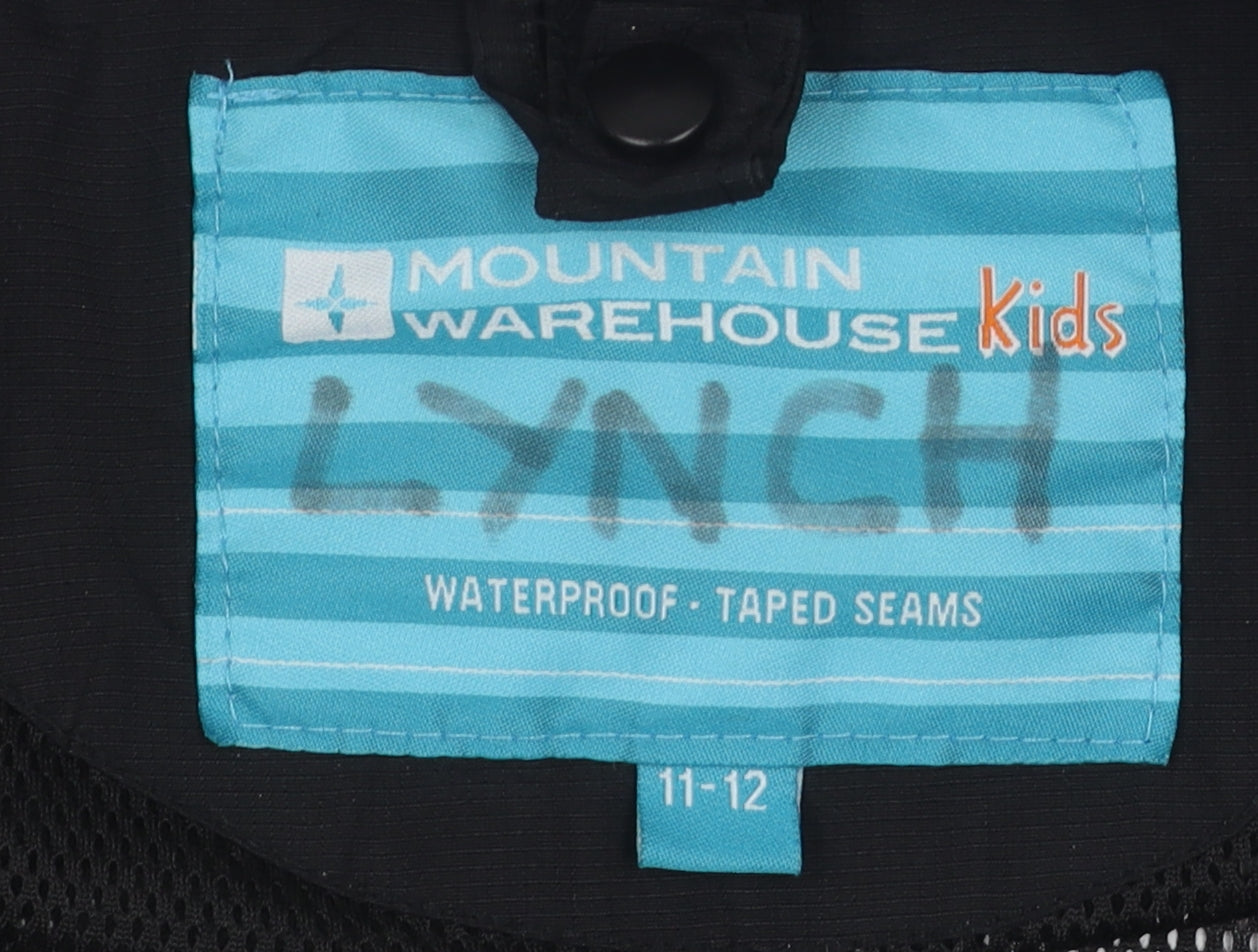 MOUNTAIN
WAREHOUSE Kids
LYNCH
WATERPROOF · TAPED SEAMS
11-12